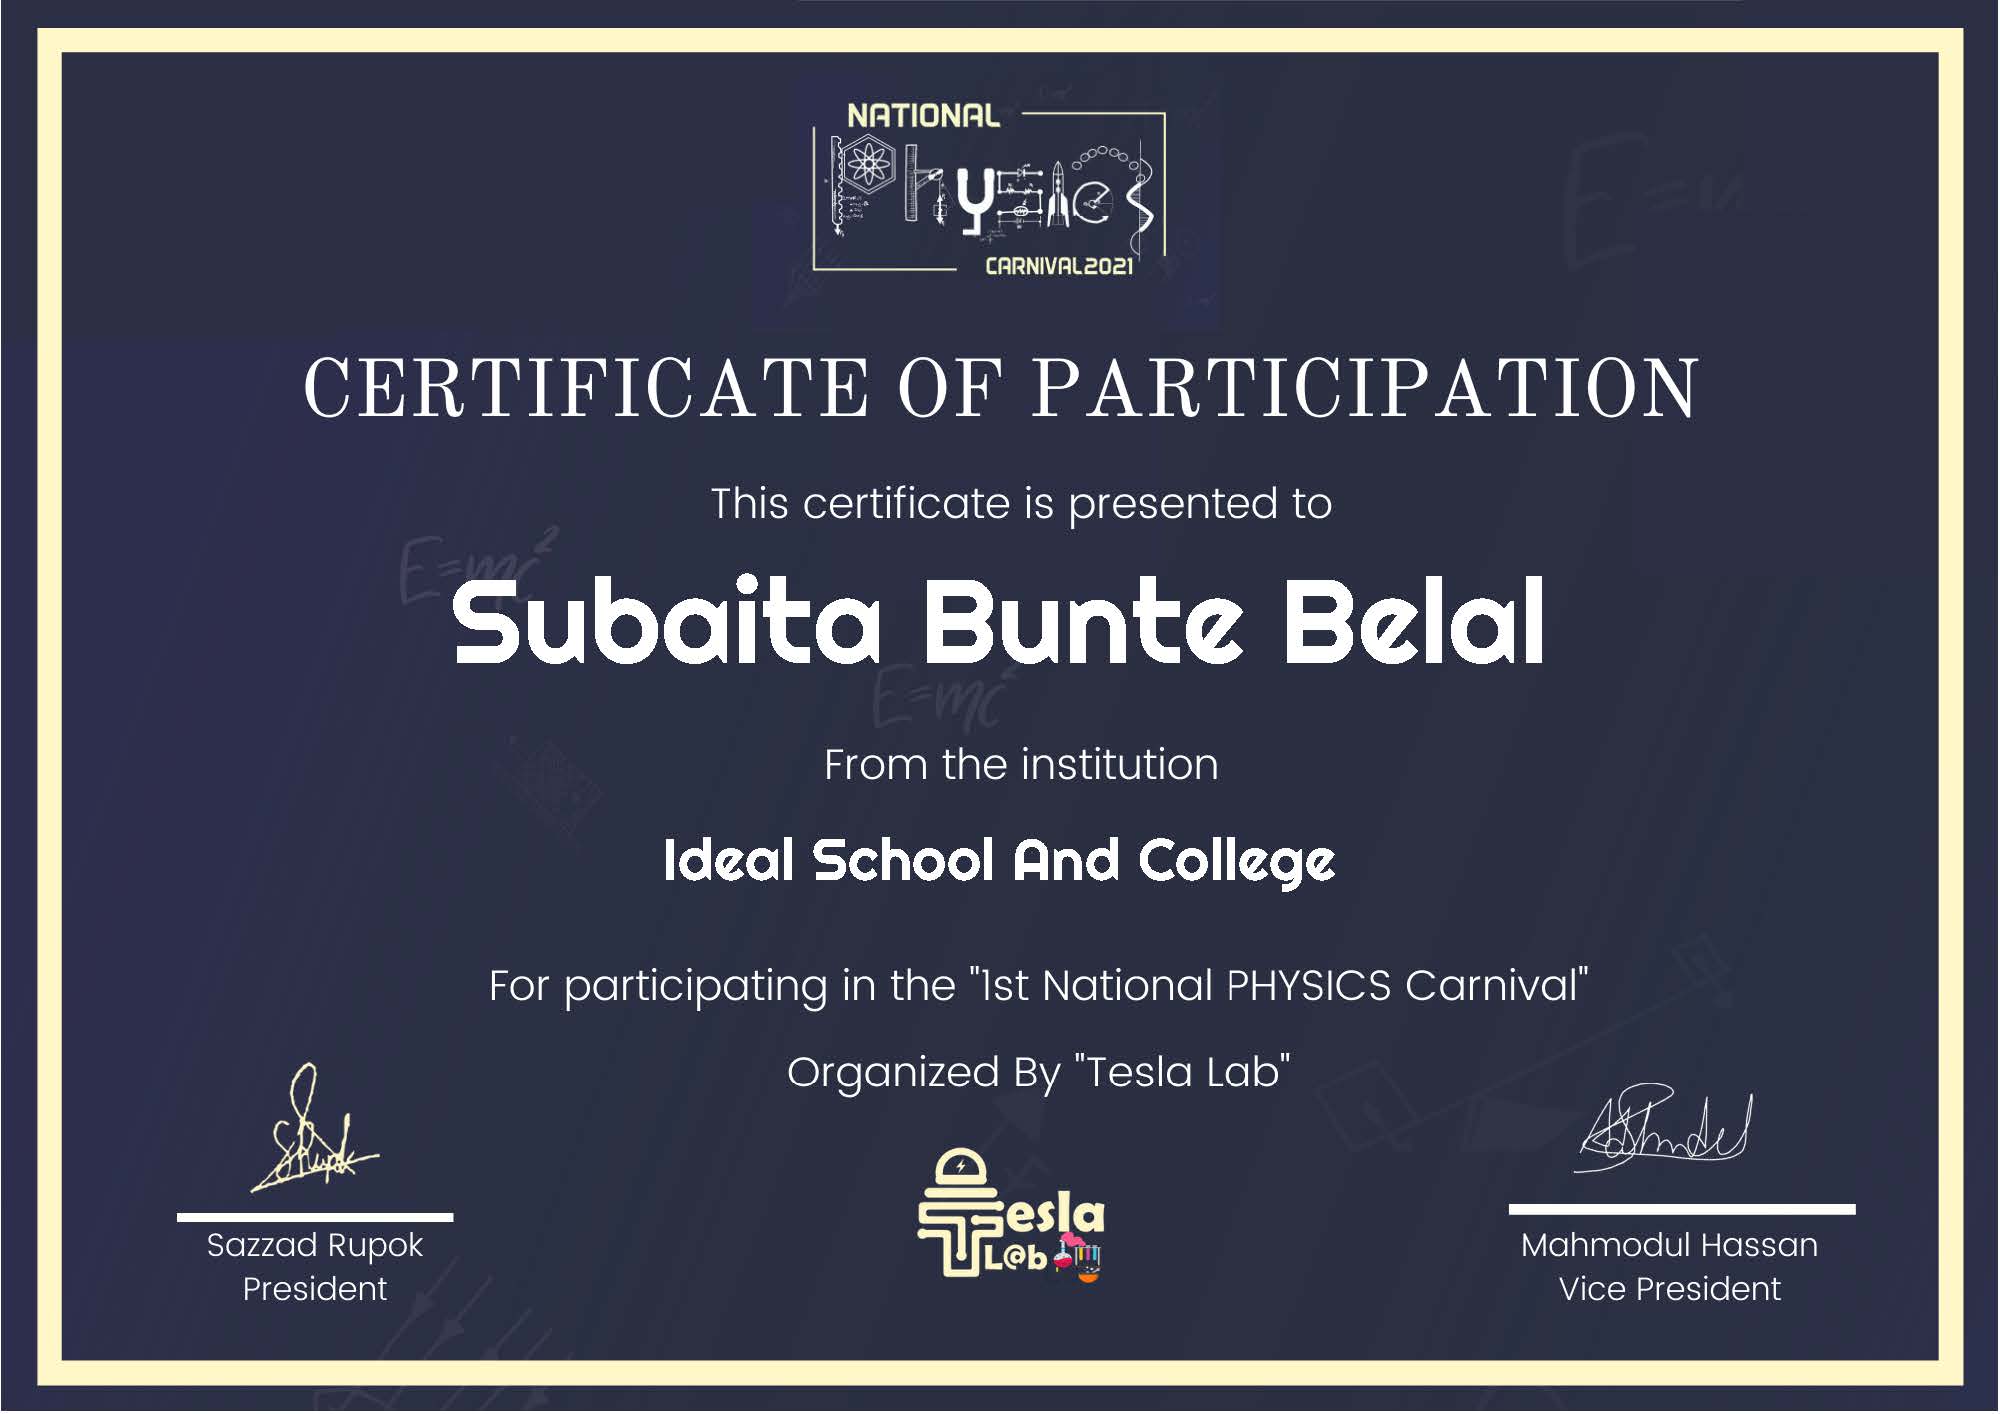 NATIONAL
Physics
CARNIVAL2021
CERTIFICATE OF PARTICIPATION
This certificate is presented to
E=mc²
Subaita Bunte Belal
E=mc²
From the institution
Ideal School And College
For participating in the "1st National PHYSICS Carnival"
Organized By "Tesla Lab"
Tesla
L@b
Sazzad Rupok
President
Mahmodul Hassan
Vice President